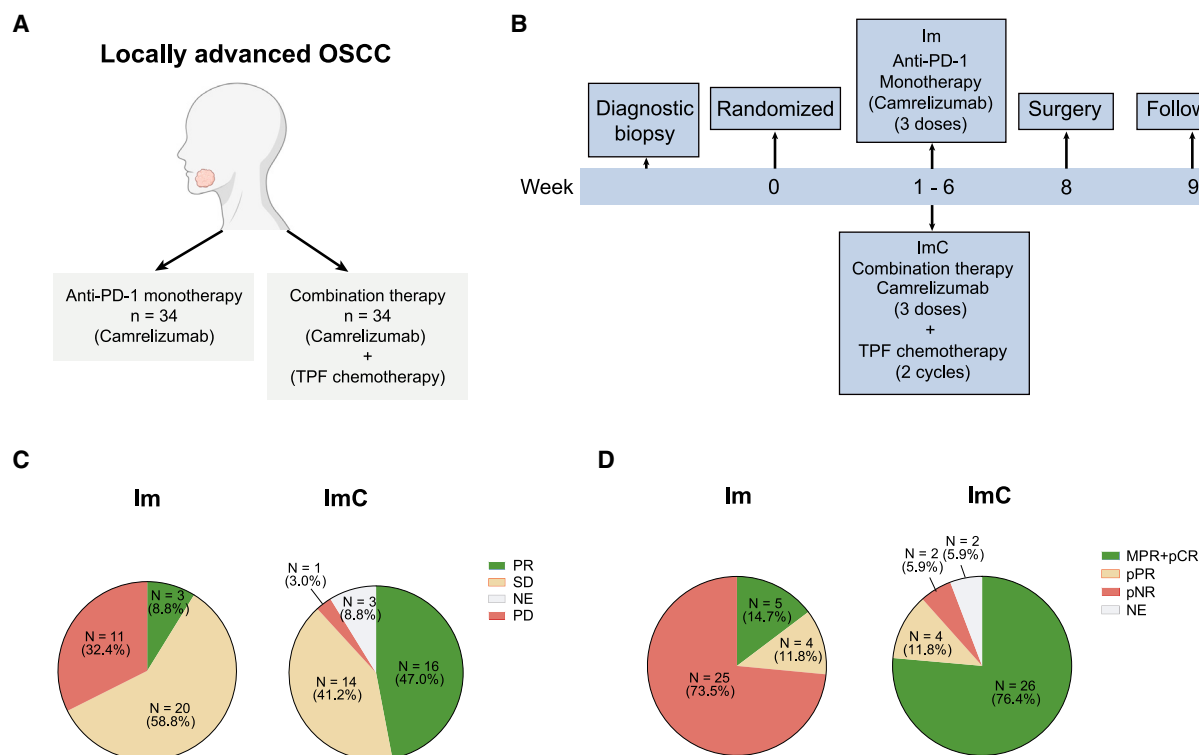 A
Locally advanced OSCC
Anti-PD-1 monotherapy
n = 34
(Camrelizumab)
Combination therapy
n = 34
(Camrelizumab)
+
(TPF chemotherapy)
B
Diagnostic
biopsy
Randomized
Im
Anti-PD-1
Monotherapy
(Camrelizumab)
(3 doses)
Surgery
Follow
Week
0
1 - 6
8
9
ImC
Combination therapy
Camrelizumab
(3 doses)
+
TPF chemotherapy
(2 cycles)
C
Im
N = 3
(8.8%)
N = 11
(32.4%)
N = 20
(58.8%)
ImC
N = 1
(3.0%)
N = 3
(8.8%)
N = 14
(41.2%)
N = 16
(47.0%)
PR
SD
NE
PD
D
Im
N = 5
(14.7%)
N = 4
(11.8%)
N = 25
(73.5%)
ImC
N = 2
(5.9%)
N = 2
(5.9%)
N = 4
(11.8%)
N = 26
(76.4%)
MPR+pCR
pPR
pNR
NE